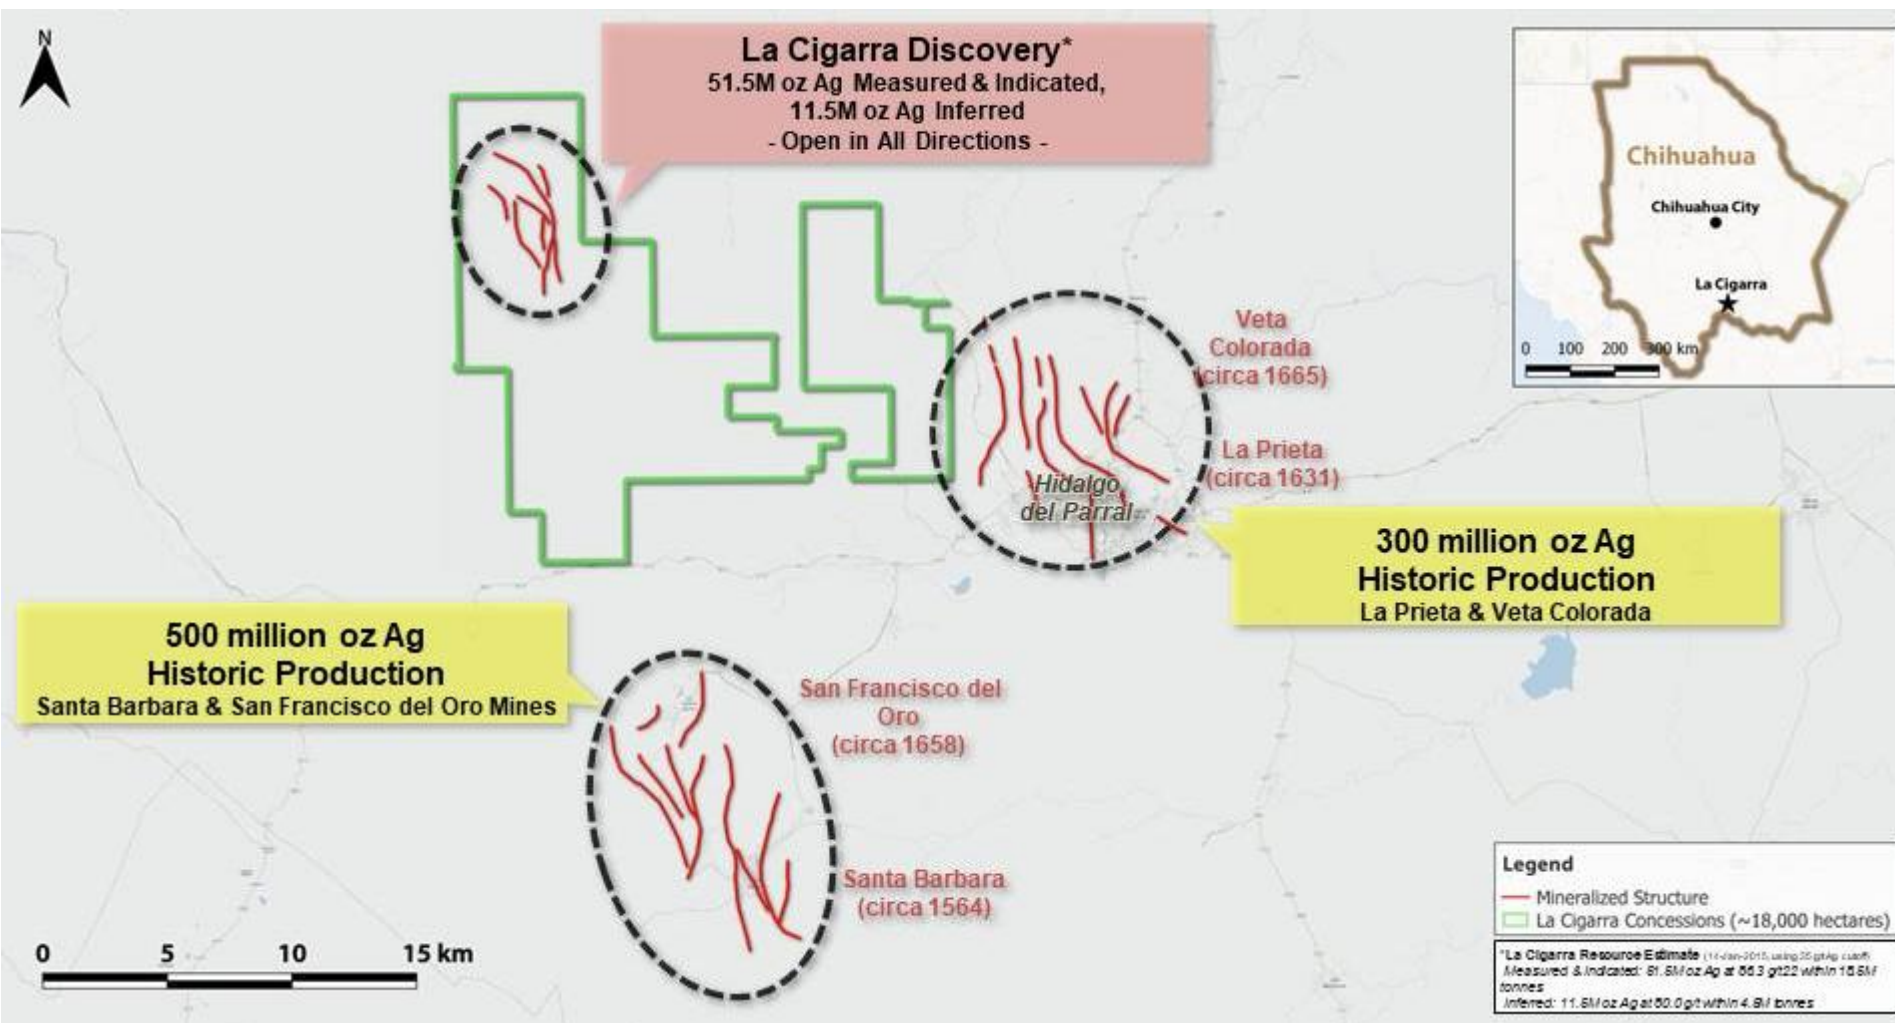 N
La Cigarra Discovery*
51.5M oz Ag Measured & Indicated,
11.5M oz Ag Inferred
- Open in All Directions -
Chihuahua
Chihuahua City
La Cigarra
0 100 200 300 km
Veta
Colorada
(circa 1665)
La Prieta
(circa 1631)
Hidalgo
del Parral
300 million oz Ag
Historic Production
La Prieta & Veta Colorada
500 million oz Ag
Historic Production
Santa Barbara & San Francisco del Oro Mines
San Francisco del
Oro
(circa 1658)
Santa Barbara
(circa 1564)
0 5 10 15 km
Legend
Mineralized Structure
La Cigarra Concessions (~18,000 hectares)
*La Cigarra Resource Estimate
Measured & Indicated: 51.5M oz Ag at
tonnes
Inferred: 11.5M oz Ag at